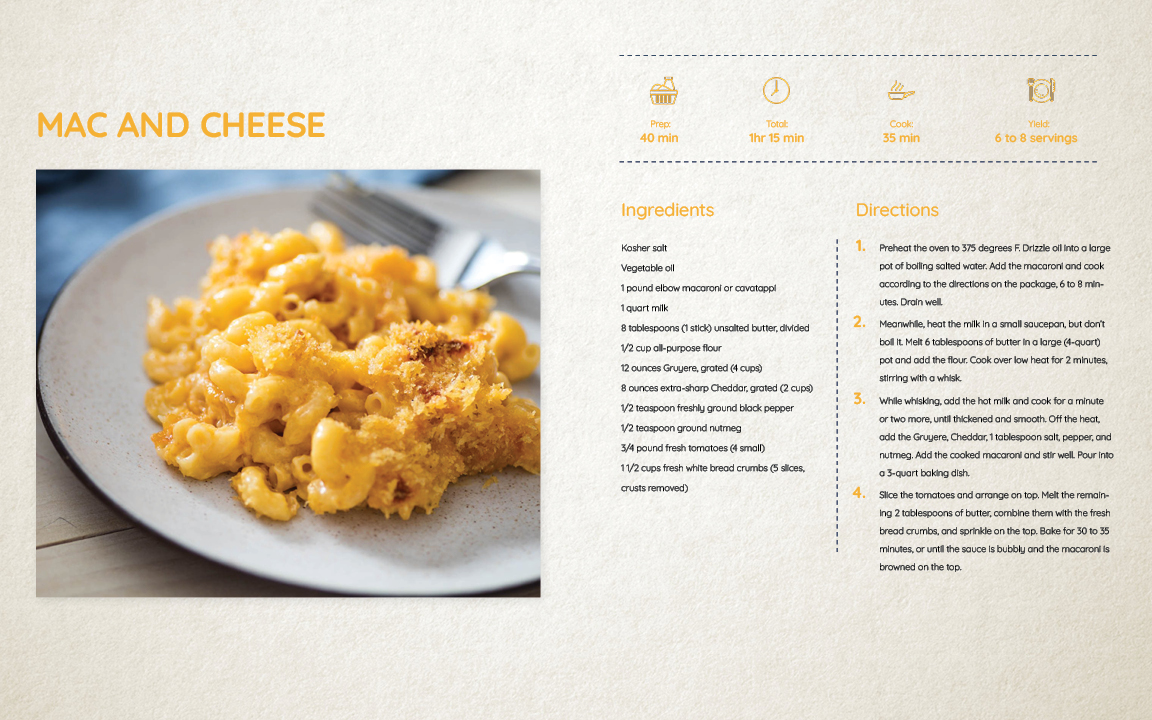 MAC AND CHEESE
Prep:
40 min
Total:
1hr 15 min
Cook:
35 min
Yield:
6 to 8 servings
Ingredients
Kosher salt
Vegetable oil
1 pound elbow macaroni or cavatappi
1 quart milk
8 tablespoons (1 stick) unsalted butter, divided
1/2 cup all-purpose flour
12 ounces Gruyere, grated (4 cups)
8 ounces extra-sharp Cheddar, grated (2 cups)
1/2 teaspoon freshly ground black pepper
1/2 teaspoon ground nutmeg
3/4 pound fresh tomatoes (4 small)
1 1/2 cups fresh white bread crumbs (5 slices,
crusts removed)
Directions
1. Preheat the oven to 375 degrees F. Drizzle oil into a large
pot of boiling salted water. Add the macaroni and cook
according to the directions on the package, 6 to 8 min-
utes. Drain well.
2. Meanwhile, heat the milk in a small saucepan, but don't
boil it. Melt 6 tablespoons of butter in a large (4-quart)
pot and add the flour. Cook over low heat for 2 minutes,
stirring with a whisk.
3. While whisking, add the hot milk and cook for a minute
or two more, until thickened and smooth. Off the heat,
add the Gruyere, Cheddar, 1 tablespoon salt, pepper, and
nutmeg. Add the cooked macaroni and stir well. Pour into
a 3-quart baking dish.
4. Slice the tomatoes and arrange on top. Melt the remain-
ing 2 tablespoons of butter, combine them with the fresh
bread crumbs, and sprinkle on the top. Bake for 30 to 35
minutes, or until the sauce is bubbly and the macaroni is
browned on the top.